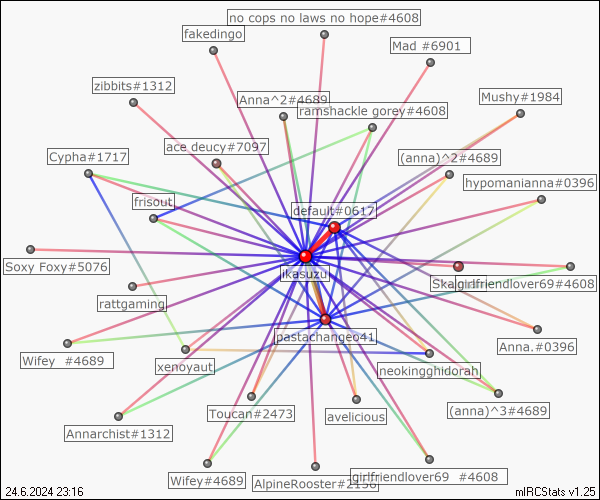 no cops no laws no hope#4608
fakedingo
Mad #6901
zibbits#1312
Anna^2#4689
ramshackle gorey#4608
Mushy#1984
ace deucy#7097
Cypha#1717
(anna)^2#4689
hypomanianna#0396
frisout
default#0617
ikasuzu
Soxy Foxy#5076
girlfriendlover69#4608
rattgaming
pastachangeo41
Wifey #4689
Anna.#0396
xenoyaut
neokingghidorah
Toucan#2473
avelicious
(anna)^3#4689
Annarchist#1312
Wifey#4689
AlpineRooster#2156
girlfriendlover69 #4608
24.6.2024 23:16
mIRCStats v1.25